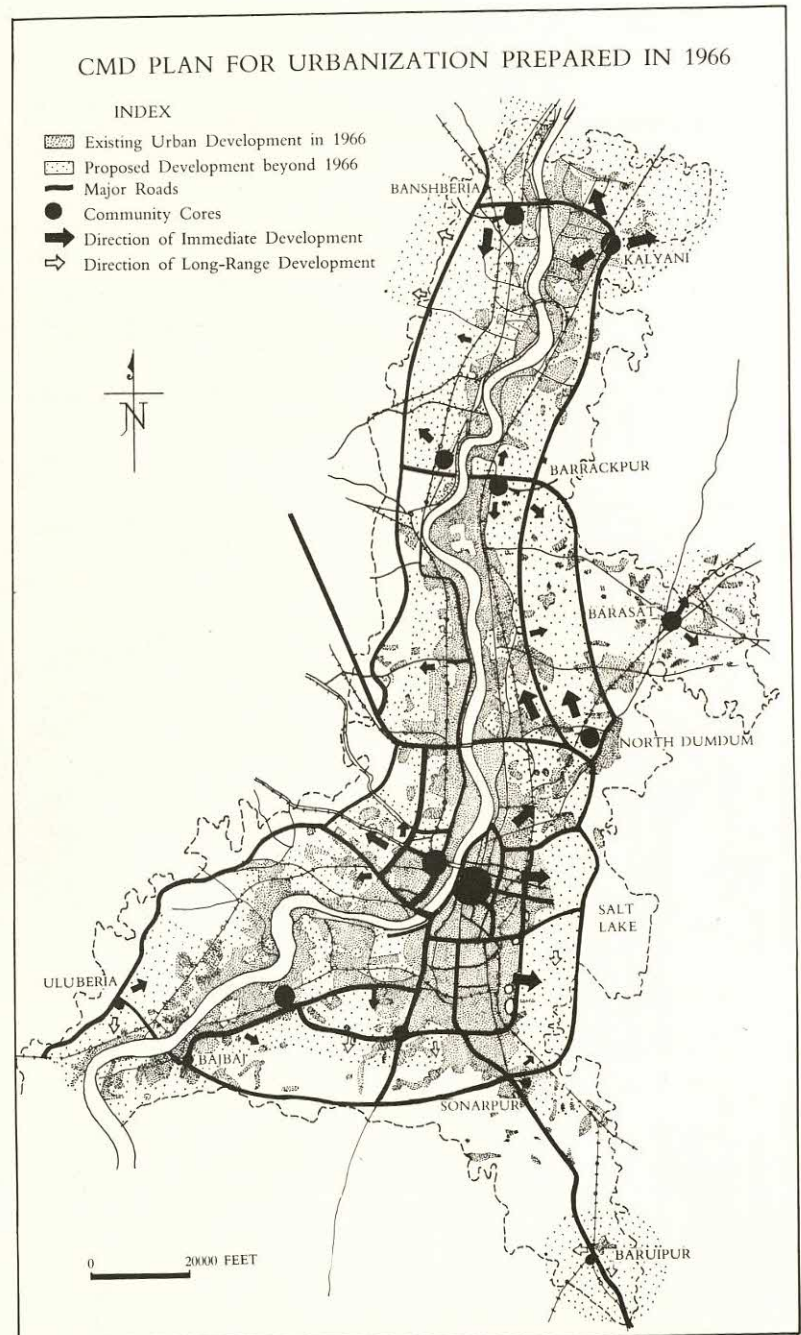 CMD PLAN FOR URBANIZATION PREPARED IN 1966
INDEX
Existing Urban Development in 1966
Proposed Development beyond 1966
Major Roads
Community Cores
Direction of Immediate Development
Direction of Long-Range Development
BANSHBERIA
KALYANI
N
BARRACKPUR
BARASAT
NORTH DUMDUM
SALT
LAKE
ULUBERIA
BAJBAJ
SONARPUR
BARUIPUR
0 20000 FEET